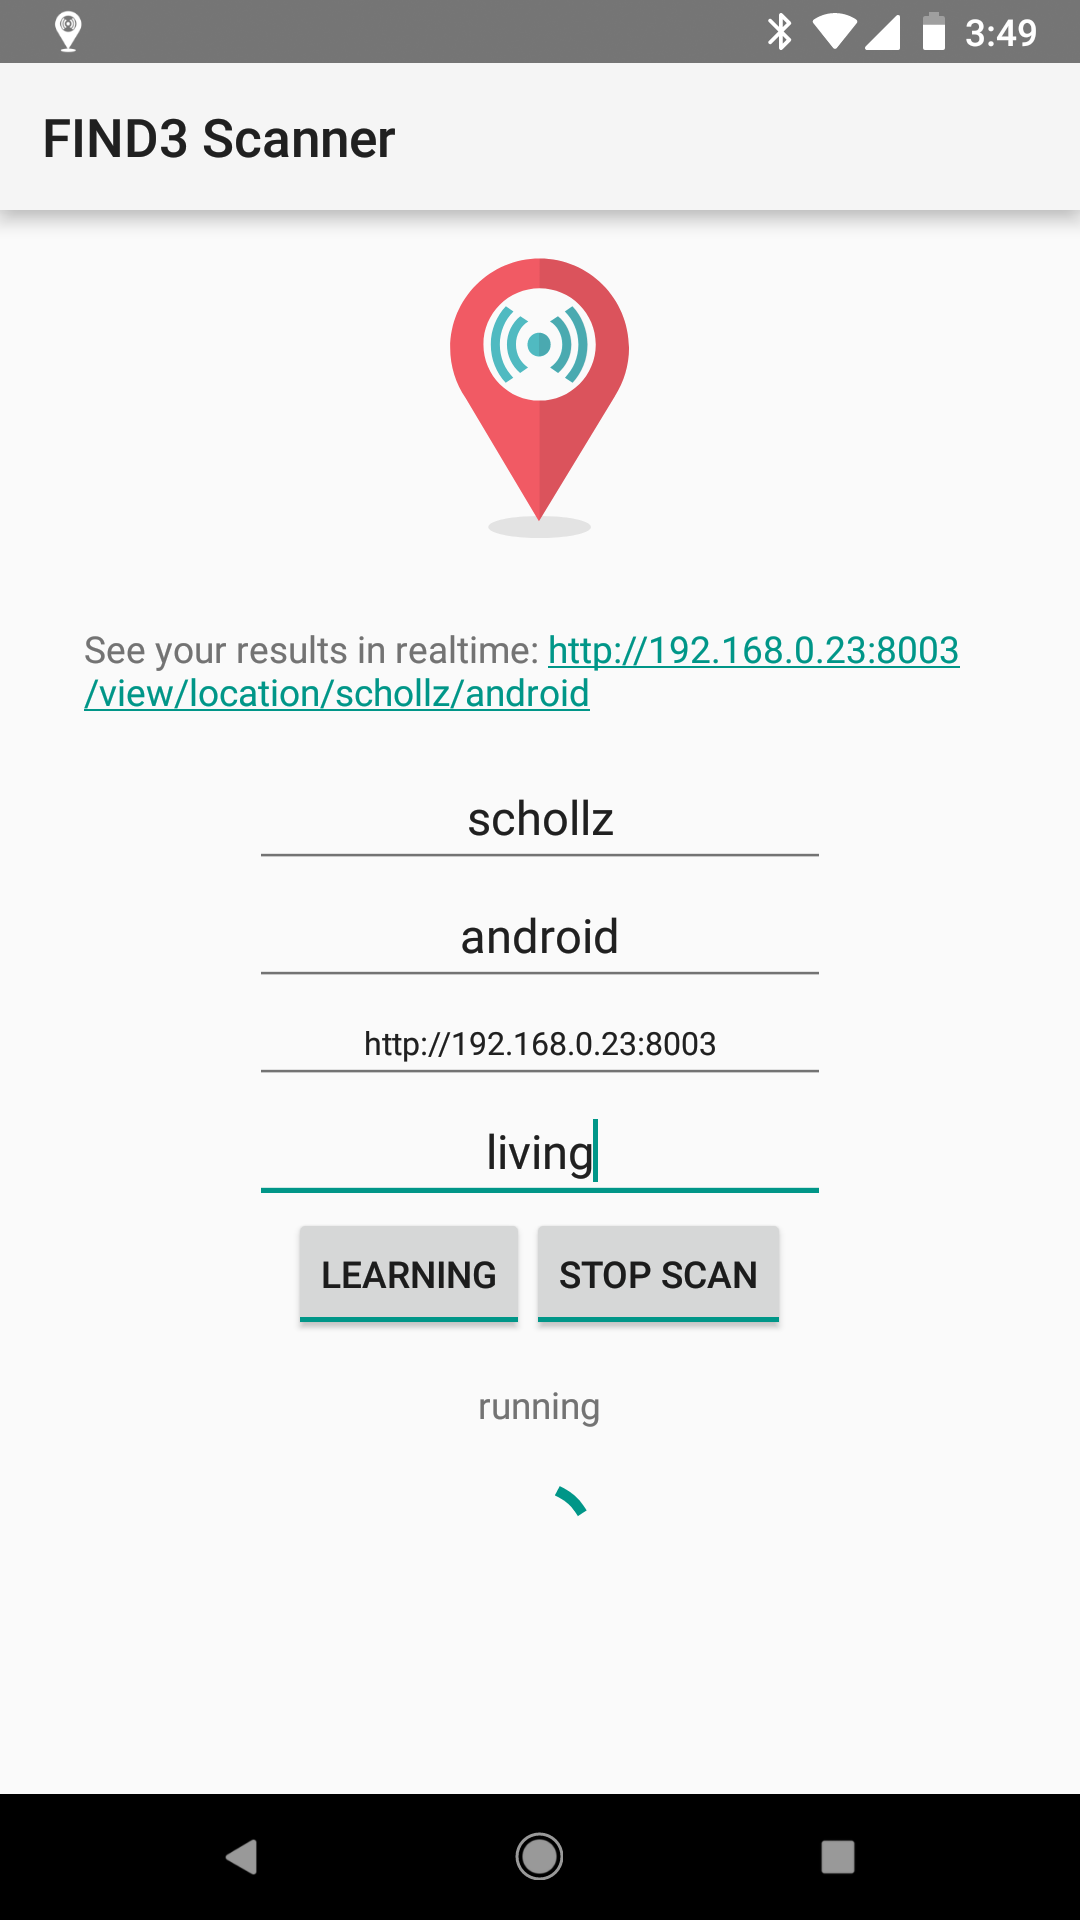 3:49
FIND3 Scanner
See your results in realtime: http://192.168.0.23:8003
/view/location/schollz/android
schollz
android
http://192.168.0.23:8003
living
LEARNING STOP SCAN
running